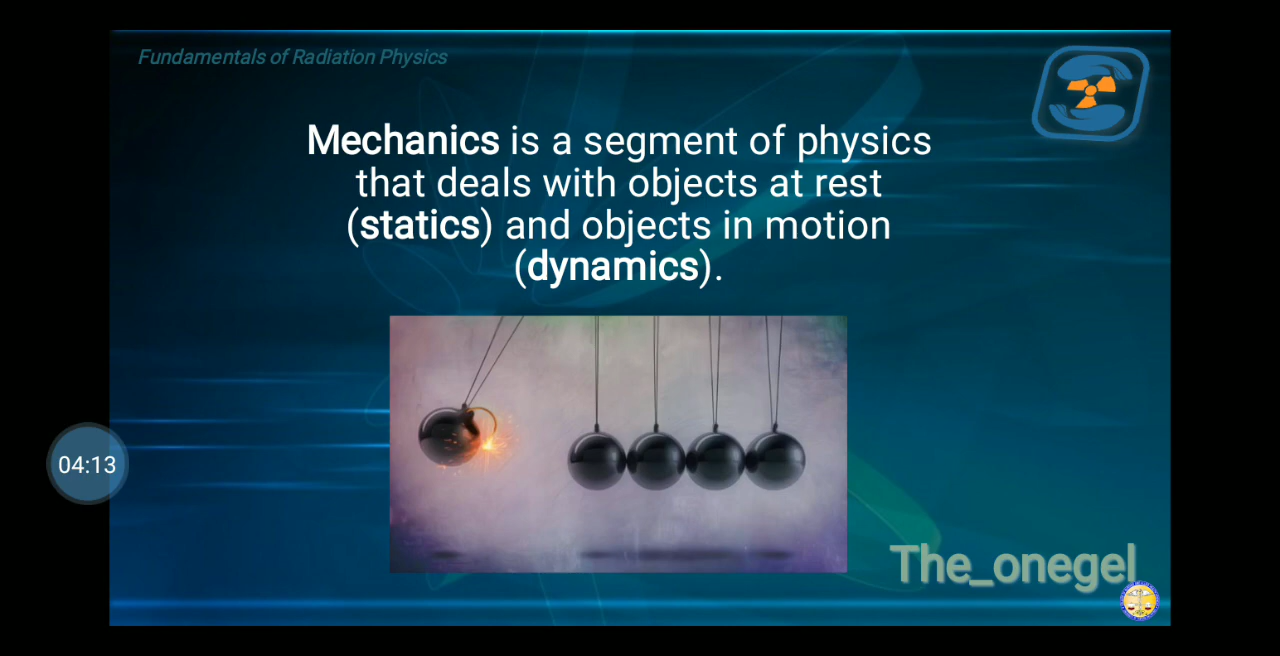 Fundamentals of Radiation Physics
Mechanics is a segment of physics
that deals with objects at rest
(statics) and objects in motion
(dynamics).
04:13
The_onegel